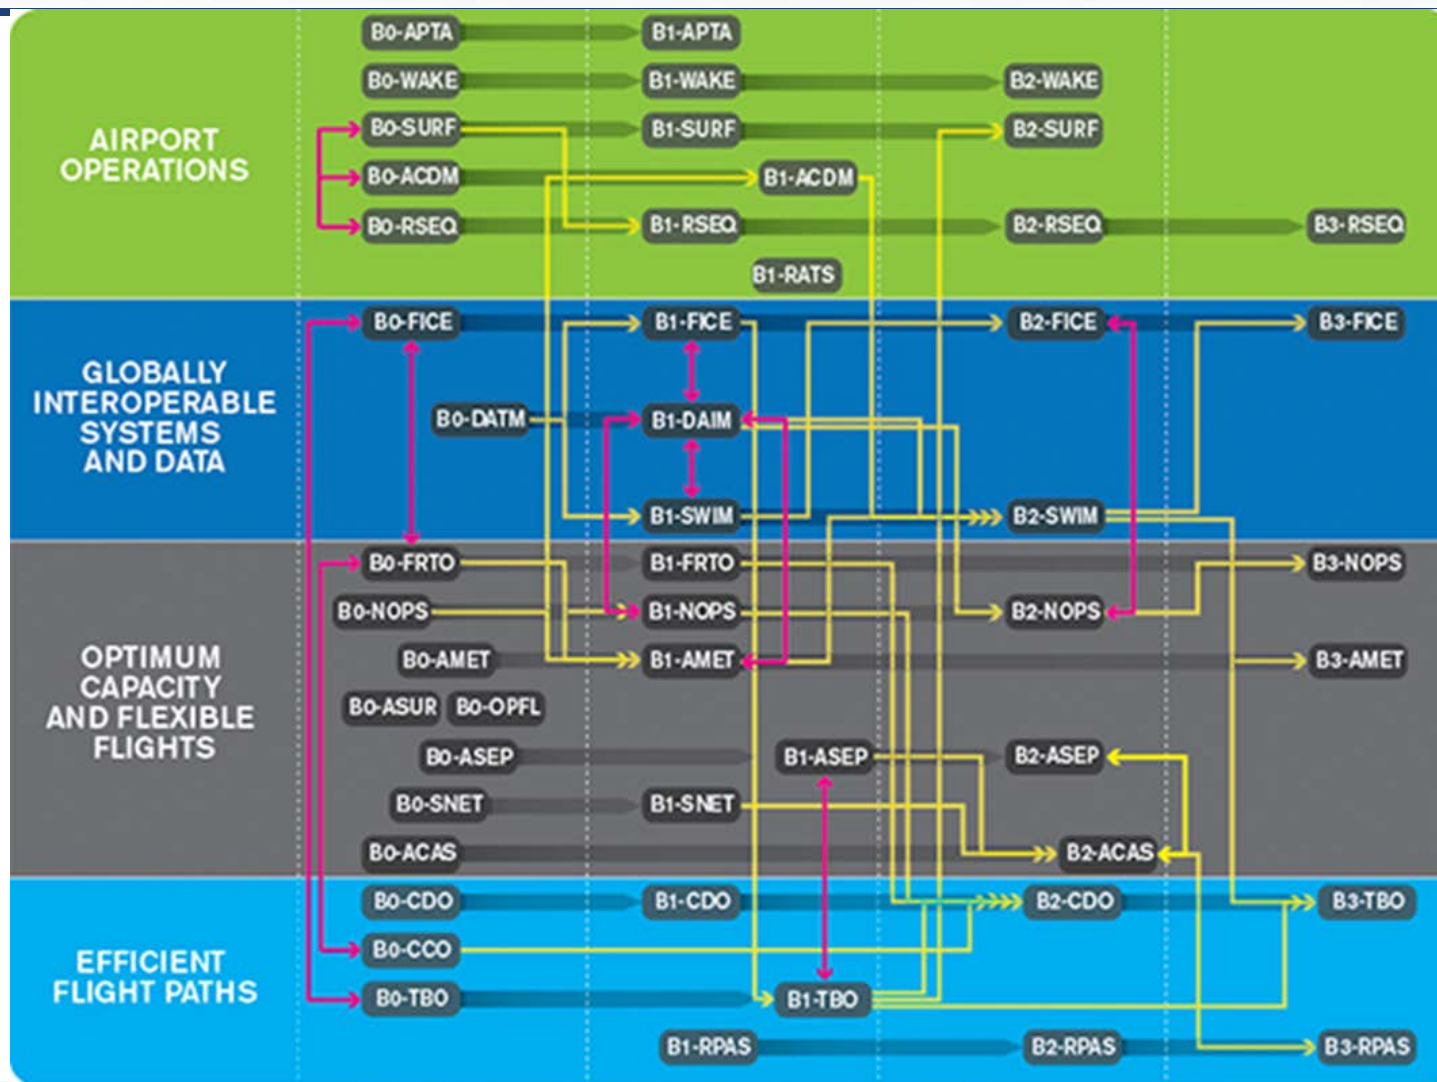 B0-APTA B1-APTA
B0-WAKE B1-WAKE B2-WAKE
AIRPORT
OPERATIONS
B0-SURF B1-SURF B2-SURF
B0-ACDM B1-ACDM
B0-RSEQ B1-RSEQ B2-RSEQ B3-RSEQ
B1-RATS
B0-FICE B1-FICE B2-FICE B3-FICE
GLOBALLY
INTEROPERABLE
SYSTEMS
AND DATA
B0-DATM B1-DAIM
B1-SWIM B2-SWIM
B0-FRTO B1-FRTO B3-NOPS
B0-NOPS B1-NOPS B2-NOPS
OPTIMUM
CAPACITY
AND FLEXIBLE
FLIGHTS
B0-AMET B1-AMET B3-AMET
B0-ASUR B0-OPFL
B0-ASEP B1-ASEP B2-ASEP
B0-SNET B1-SNET
B0-ACAS B2-ACAS
B0-CDO B1-CDO B2-CDO B3-TBO
EFFICIENT
FLIGHT PATHS
B0-CCO
B0-TBO B1-TBO
B1-RPAS B2-RPAS B3-RPAS